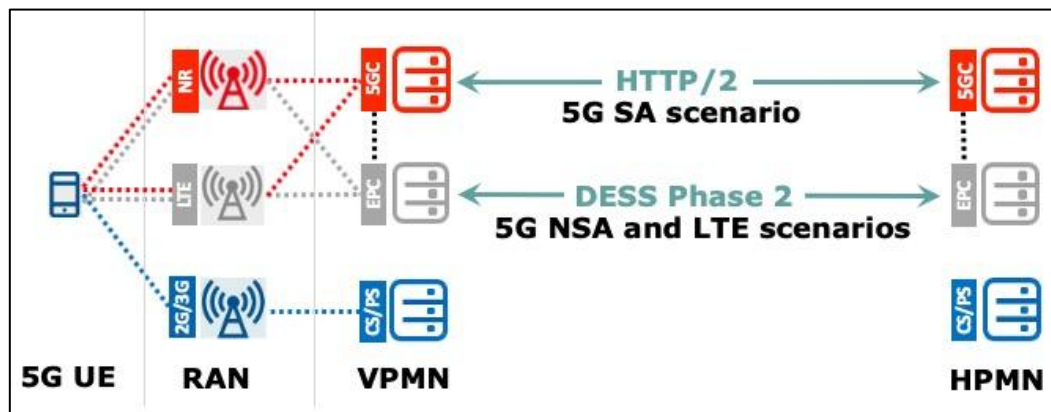 NR
5GC
HTTP/2
5G SA scenario
5GC
LTE
EPC
DESS Phase 2
5G NSA and LTE scenarios
EPC
2G/3G
CS/PS
CS/PS
5G UE
RAN
VPMN
HPMN